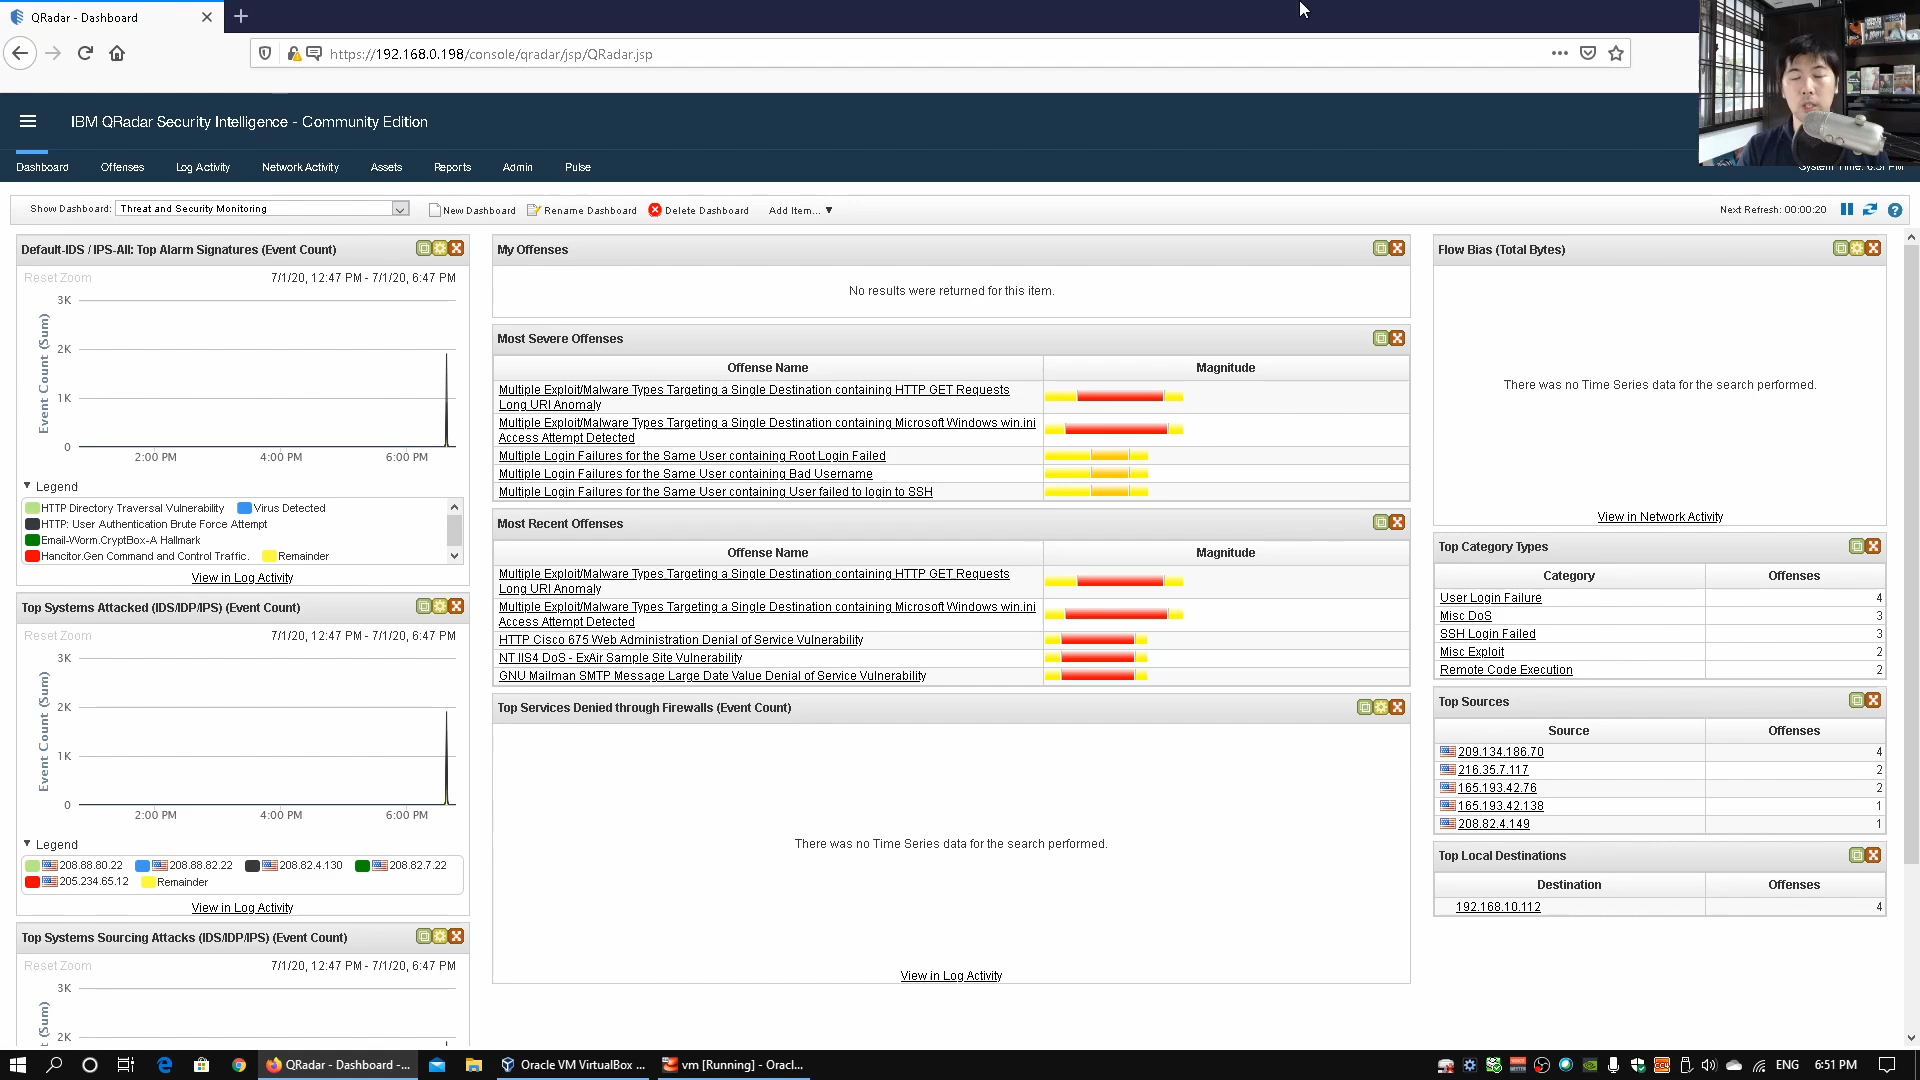 QRadar - Dashboard
https://192.168.0.198/console/qradar/jsp/QRadar.jsp
IBM QRadar Security Intelligence - Community Edition
Dashboard Offenses Log Activity Network Activity Assets Reports Admin Pulse
Show Dashboard: Threat and Security Monitoring New Dashboard Rename Dashboard Delete Dashboard Add Item... Next Refresh: 00:00:20
Default-IDS / IPS-All: Top Alarm Signatures (Event Count)
Reset Zoom 7/1/20, 12:47 PM - 7/1/20, 6:47 PM
Event Count (Sum)
3K
2K
1K
0
2:00 PM 4:00 PM 6:00 PM
Legend
HTTP Directory Traversal Vulnerability Virus Detected
HTTP: User Authentication Brute Force Attempt
Email-Worm.CryptBox-A Hallmark
Hancitor.Gen Command and Control Traffic. Remainder
View in Log Activity
Top Systems Attacked (IDS/IDP/IPS) (Event Count)
Reset Zoom 7/1/20, 12:47 PM - 7/1/20, 6:47 PM
Event Count (Sum)
3K
2K
1K
0
2:00 PM 4:00 PM 6:00 PM
Legend
208.88.80.22 208.88.82.22 208.82.4.130 208.82.7.22
205.234.65.12 Remainder
View in Log Activity
Top Systems Sourcing Attacks (IDS/IDP/IPS) (Event Count)
Reset Zoom 7/1/20, 12:47 PM - 7/1/20, 6:47 PM
3K
2K
t (Sum)
My Offenses
No results were returned for this item.
Most Severe Offenses
Offense Name Magnitude
Multiple Exploit/Malware Types Targeting a Single Destination containing HTTP GET Requests
Long URI Anomaly
Multiple Exploit/Malware Types Targeting a Single Destination containing Microsoft Windows win.ini
Access Attempt Detected
Multiple Login Failures for the Same User containing Root Login Failed
Multiple Login Failures for the Same User containing Bad Username
Multiple Login Failures for the Same User containing User failed to login to SSH
Most Recent Offenses
Offense Name Magnitude
Multiple Exploit/Malware Types Targeting a Single Destination containing HTTP GET Requests
Long URI Anomaly
Multiple Exploit/Malware Types Targeting a Single Destination containing Microsoft Windows win.ini
Access Attempt Detected
HTTP Cisco 675 Web Administration Denial of Service Vulnerability
NT IIS4 DoS - ExAir Sample Site Vulnerability
GNU Mailman SMTP Message Large Date Value Denial of Service Vulnerability
Top Services Denied through Firewalls (Event Count)
There was no Time Series data for the search performed.
View in Log Activity
Flow Bias (Total Bytes)
There was no Time Series data for the search performed.
View in Network Activity
Top Category Types
Category Offenses
User Login Failure 4
Misc DoS 3
SSH Login Failed 3
Misc Exploit 2
Remote Code Execution 2
Top Sources
Source Offenses
209.134.186.70 4
216.35.7.117 2
165.193.42.76 2
165.193.42.138 1
208.82.4.149 1
Top Local Destinations
Destination Offenses
192.168.10.112 4
QRadar - Dashboard -... Oracle VM VirtualBox ... vm [Running] - Oracl... ENG 6:51 PM